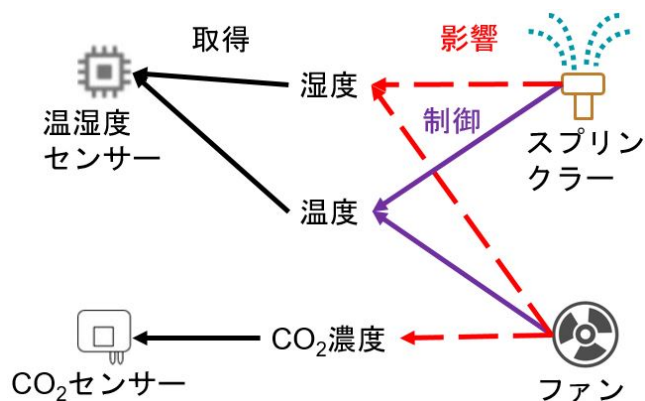 取得
影響
温湿度
センサー
湿度
制御
スプリン
クラー
温度
CO₂濃度
CO₂センサー
ファン